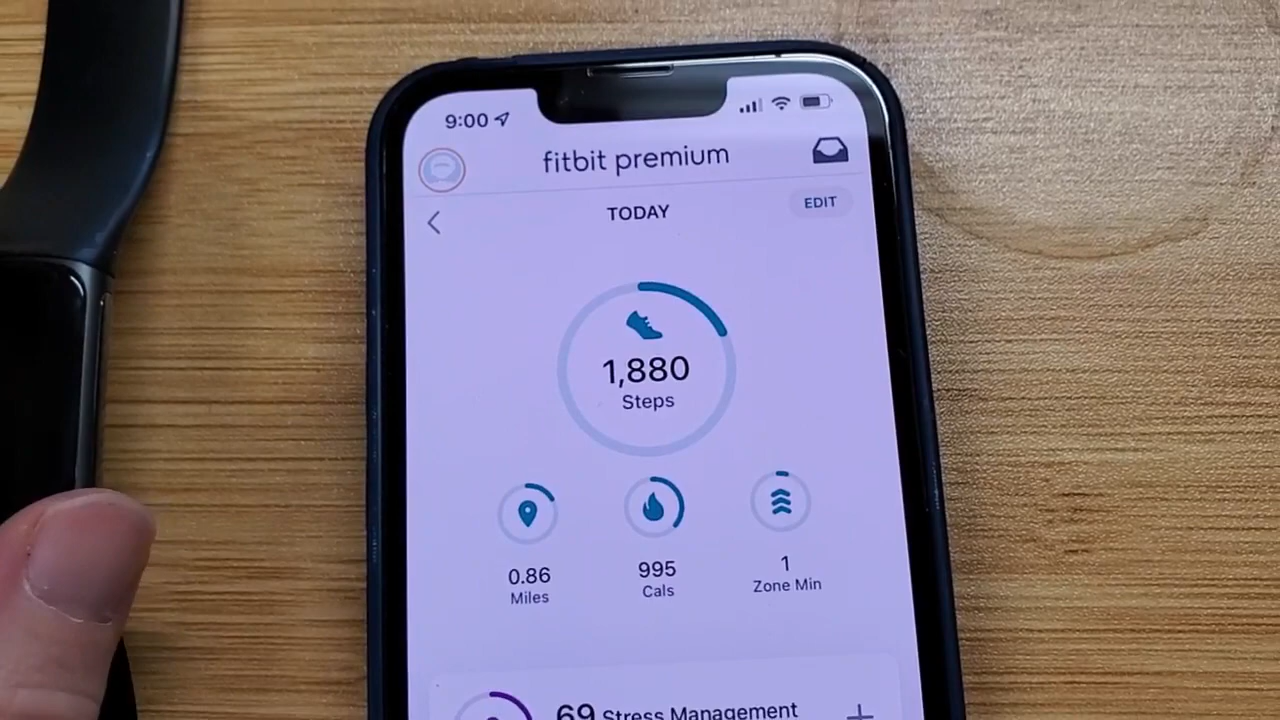 9:00
fitbit premium
TODAY
EDIT
1,880
Steps
0.86
Miles
995
Cals
1
Zone Min
69 Stress Management